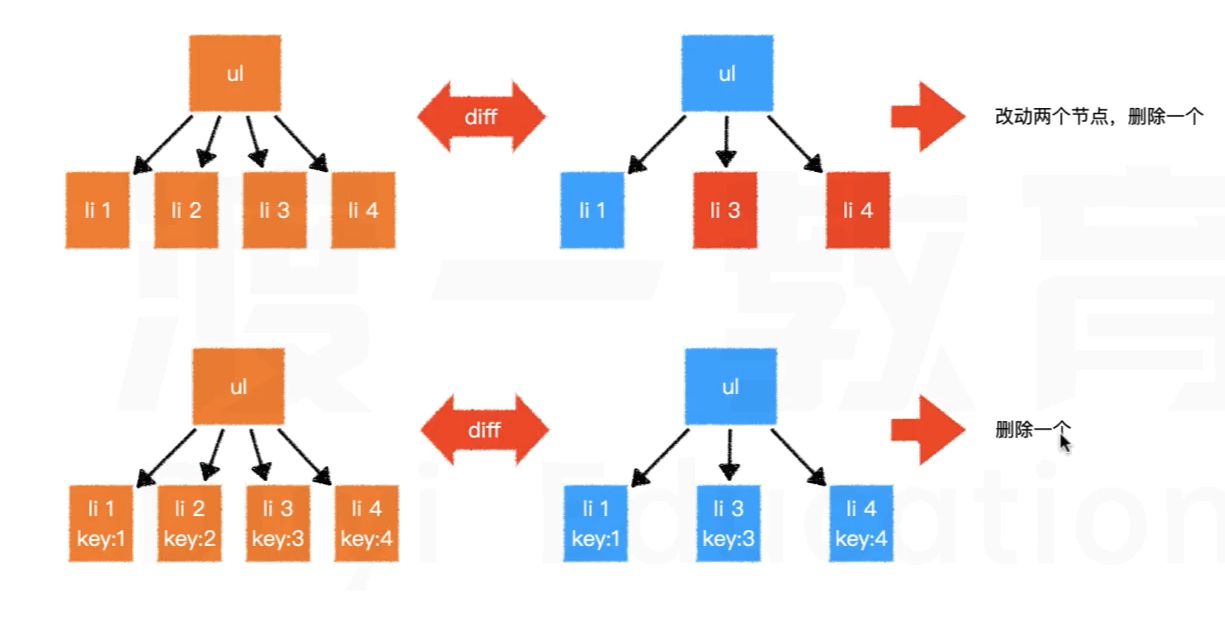 ul
ul
diff
改动两个节点，删除一个
li 1
li 2
li 3
li 4
li 1
li 3
li 4
渡一教育
ul
diff
ul
删除一个
li 1
key:1
li 2
key:2
li 3
key:3
li 4
key:4
li 1
key:1
li 3
key:3
li 4
key:4
Duyi Education